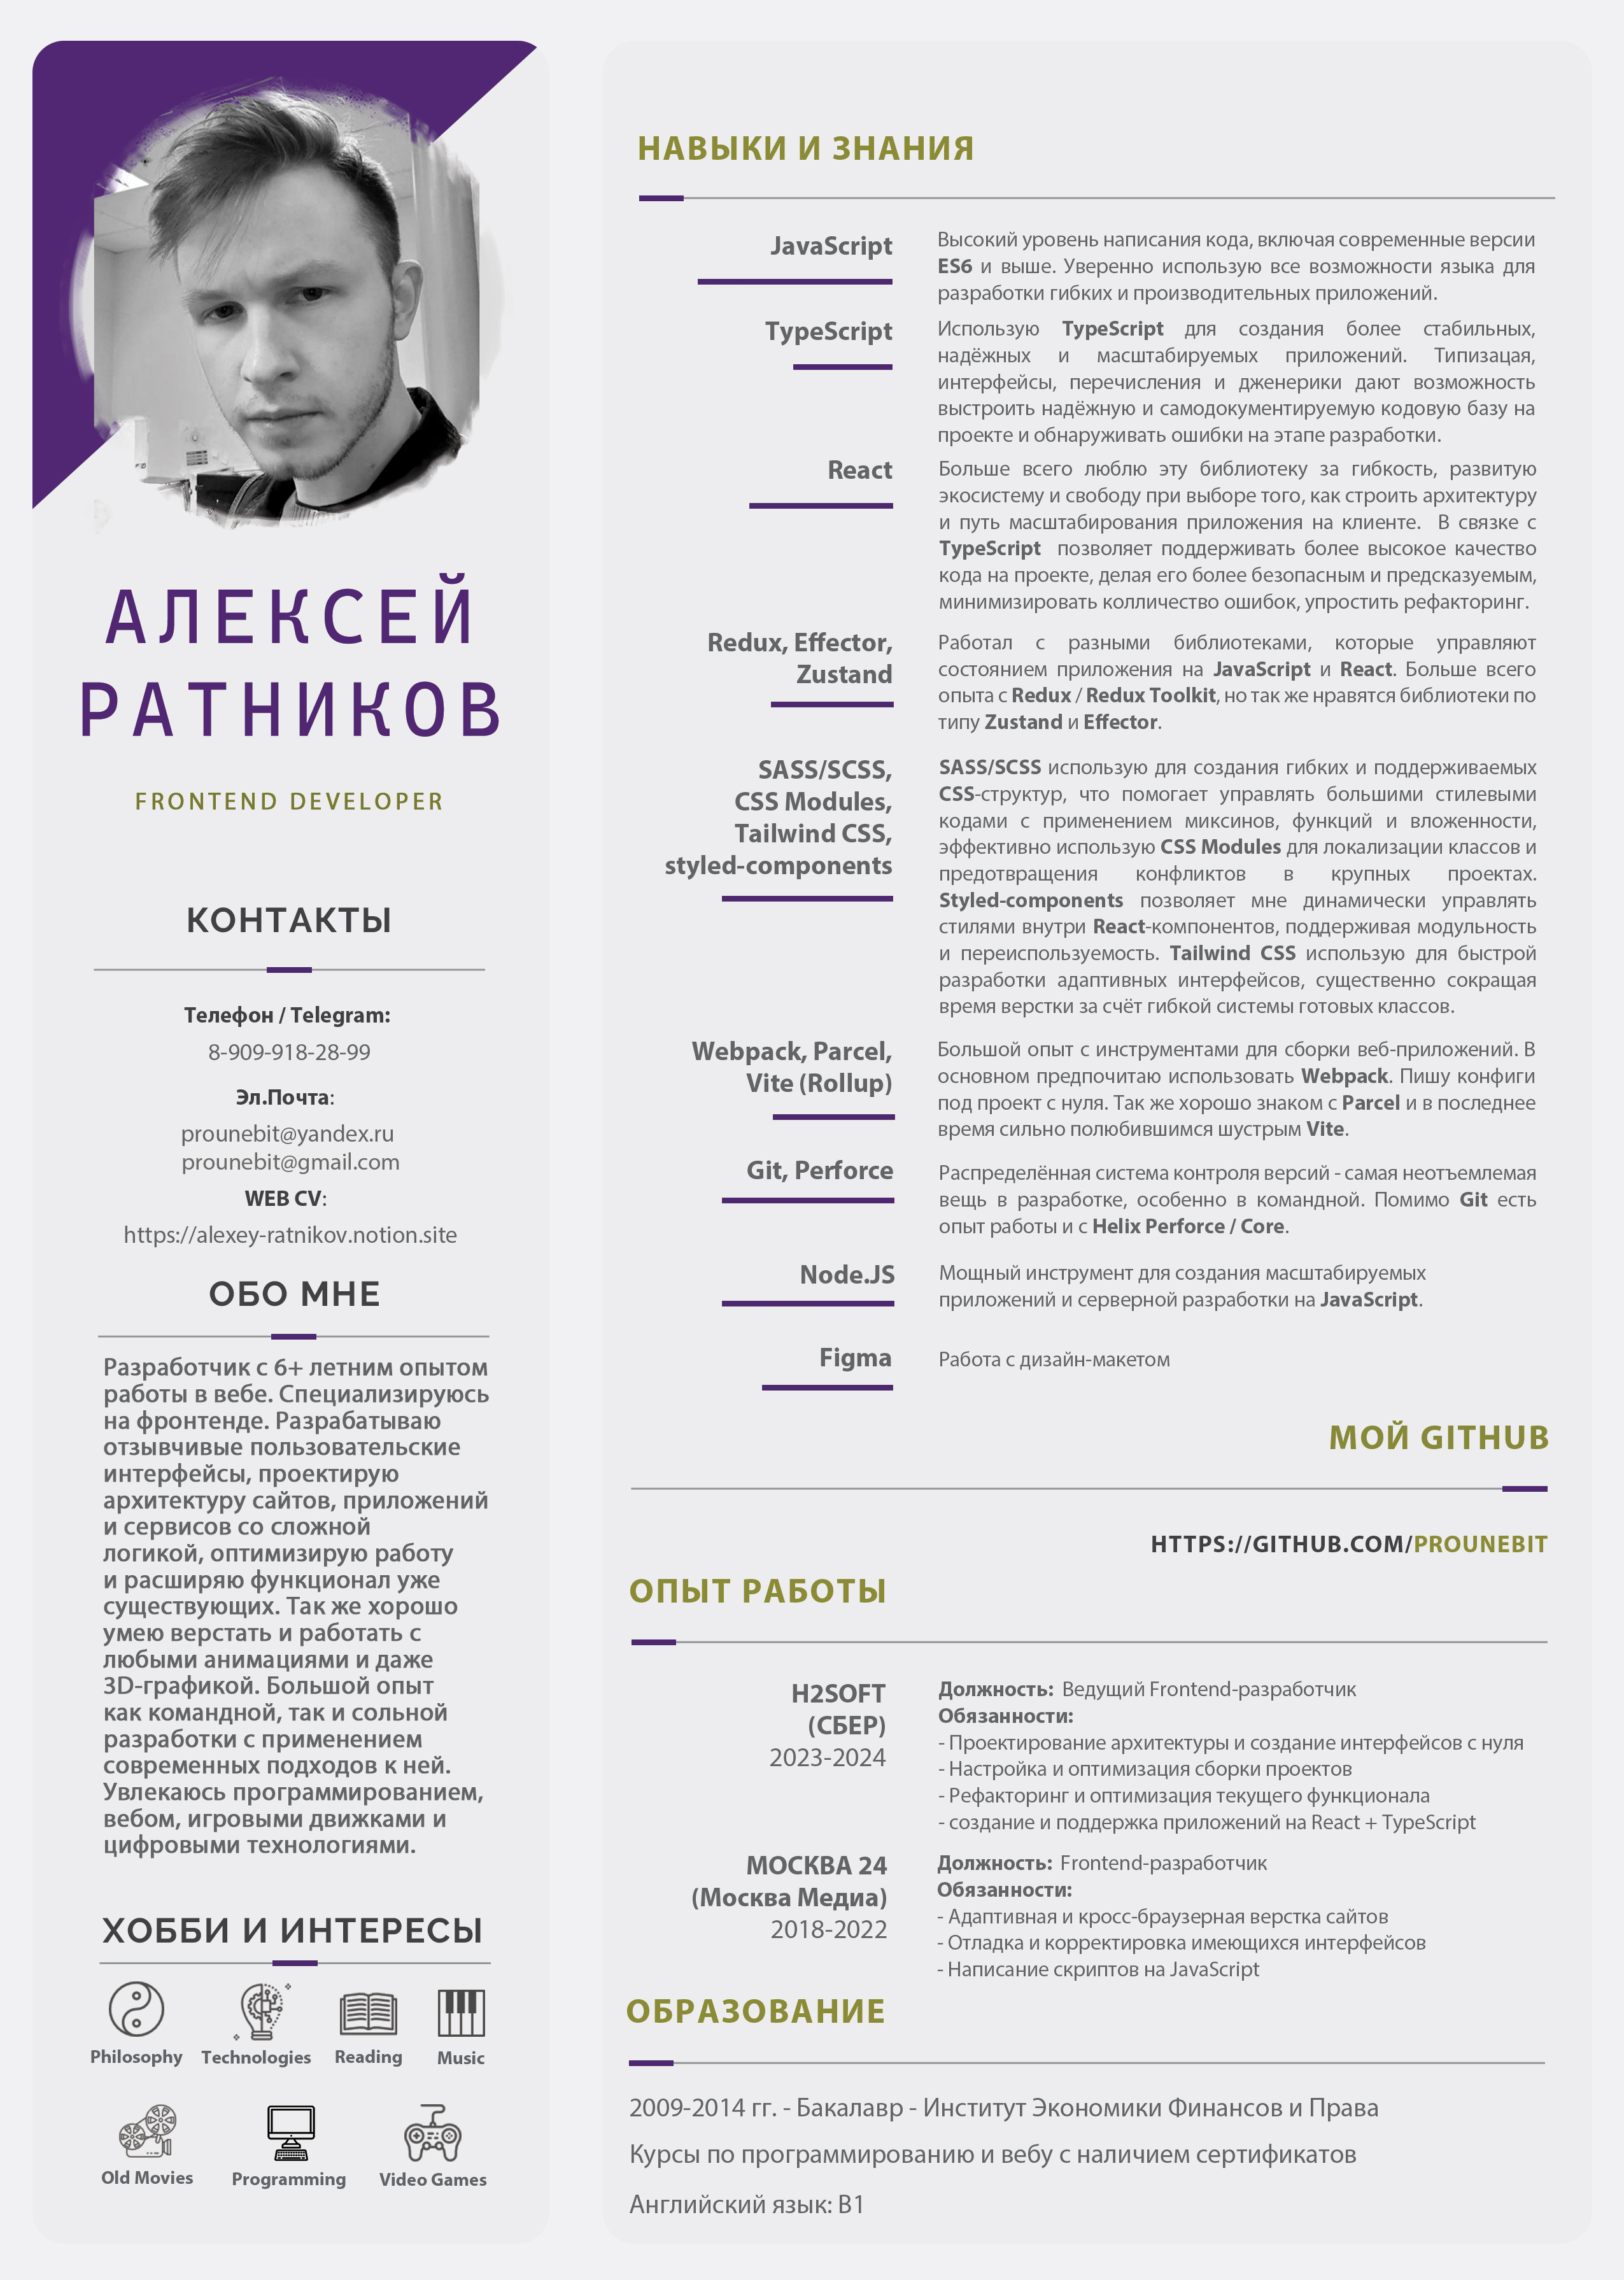 АЛЕКСЕЙ
РАТНИКОВ
FRONTEND DEVELOPER
КОНТАКТЫ
Телефон / Telegram:
8-909-918-28-99
Эл.Почта:
prounebit@yandex.ru
prounebit@gmail.com
WEB CV:
https://alexey-ratnikov.notion.site
ОБО МНЕ
Разработчик с 6+ летним опытом
работы в вебе. Специализируюсь
на фронтенде. Разрабатываю
отзывчивые пользовательские
интерфейсы, проектирую
архитектуру сайтов, приложений
и сервисов со сложной
логикой, оптимизирую работу
и расширяю функционал уже
существующих. Так же хорошо
умею верстать и работать с
любыми анимациями и даже
3D-графикой. Большой опыт
как командной, так и сольной
разработки с применением
современных подходов к ней.
Увлекаюсь программированием,
вебом, игровыми движками и
цифровыми технологиями.
ХОББИ И ИНТЕРЕСЫ
Philosophy Technologies Reading Music
Old Movies Programming Video Games
НАВЫКИ И ЗНАНИЯ
JavaScript
Высокий уровень написания кода, включая современные версии
ES6 и выше. Уверенно использую все возможности языка для
разработки гибких и производительных приложений.
TypeScript
Использую TypeScript для создания более стабильных,
надёжных и масштабируемых приложений. Типизацая,
интерфейсы, перечисления и дженерики дают возможность
выстроить надёжную и самодокументируемую кодовую базу на
проекте и обнаруживать ошибки на этапе разработки.
React
Больше всего люблю эту библиотеку за гибкость, развитую
экосистему и свободу при выборе того, как строить архитектуру
и путь масштабирования приложения на клиенте. В связке с
TypeScript позволяет поддерживать более высокое качество
кода на проекте, делая его более безопасным и предсказуемым,
минимизировать колличество ошибок, упростить рефакторинг.
Redux, Effector,
Zustand
Работал с разными библиотеками, которые управляют
состоянием приложения на JavaScript и React. Больше всего
опыта с Redux / Redux Toolkit, но так же нравятся библиотеки по
типу Zustand и Effector.
SASS/SCSS,
CSS Modules,
Tailwind CSS,
styled-components
SASS/SCSS использую для создания гибких и поддерживаемых
CSS-структур, что помогает управлять большими стилевыми
кодами с применением миксинов, функций и вложенности,
эффективно использую CSS Modules для локализации классов и
предотвращения конфликтов в крупных проектах.
Styled-components позволяет мне динамически управлять
стилями внутри React-компонентов, поддерживая модульность
и переиспользуемость. Tailwind CSS использую для быстрой
разработки адаптивных интерфейсов, существенно сокращая
время верстки за счёт гибкой системы готовых классов.
Webpack, Parcel,
Vite (Rollup)
Большой опыт с инструментами для сборки веб-приложений. В
основном предпочитаю использовать Webpack. Пишу конфиги
под проект с нуля. Так же хорошо знаком с Parcel и в последнее
время сильно полюбившимся шустрым Vite.
Git, Perforce
Распределённая система контроля версий - самая неотъемлемая
вещь в разработке, особенно в командной. Помимо Git есть
опыт работы и с Helix Perforce / Core.
Node.JS
Мощный инструмент для создания масштабируемых
приложений и серверной разработки на JavaScript.
Figma
Работа с дизайн-макетом
МОЙ GITHUB
HTTPS://GITHUB.COM/PROUNEBIT
ОПЫТ РАБОТЫ
H2SOFT
(СБЕР)
2023-2024
Должность: Ведущий Frontend-разработчик
Обязанности:
- Проектирование архитектуры и создание интерфейсов с нуля
- Настройка и оптимизация сборки проектов
- Рефакторинг и оптимизация текущего функционала
- создание и поддержка приложений на React + TypeScript
МОСКВА 24
(Москва Медиа)
2018-2022
Должность: Frontend-разработчик
Обязанности:
- Адаптивная и кросс-браузерная верстка сайтов
- Отладка и корректировка имеющихся интерфейсов
- Написание скриптов на JavaScript
ОБРАЗОВАНИЕ
2009-2014 гг. - Бакалавр - Институт Экономики Финансов и Права
Курсы по программированию и вебу с наличием сертификатов
Английский язык: B1